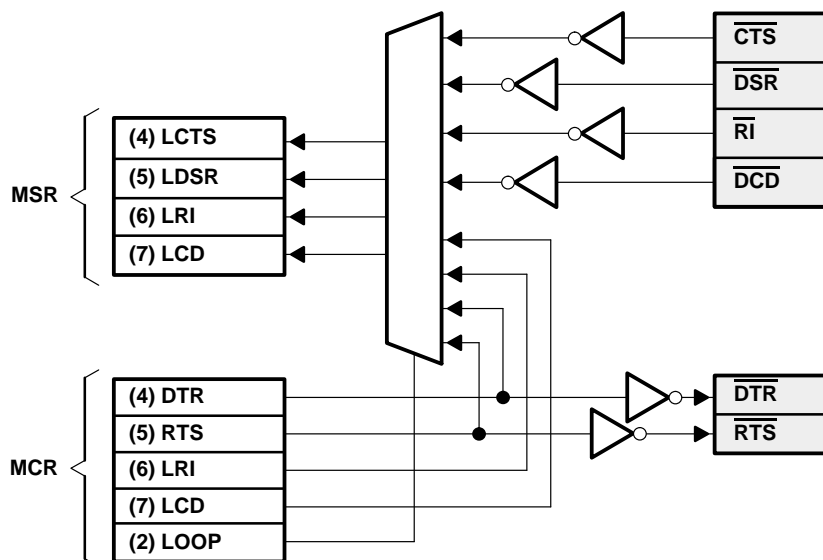 CTS
DSR
RI
DCD
MSR
(4) LCTS
(5) LDSR
(6) LRI
(7) LCD
MCR
(4) DTR
(5) RTS
(6) LRI
(7) LCD
(2) LOOP
DTR
RTS